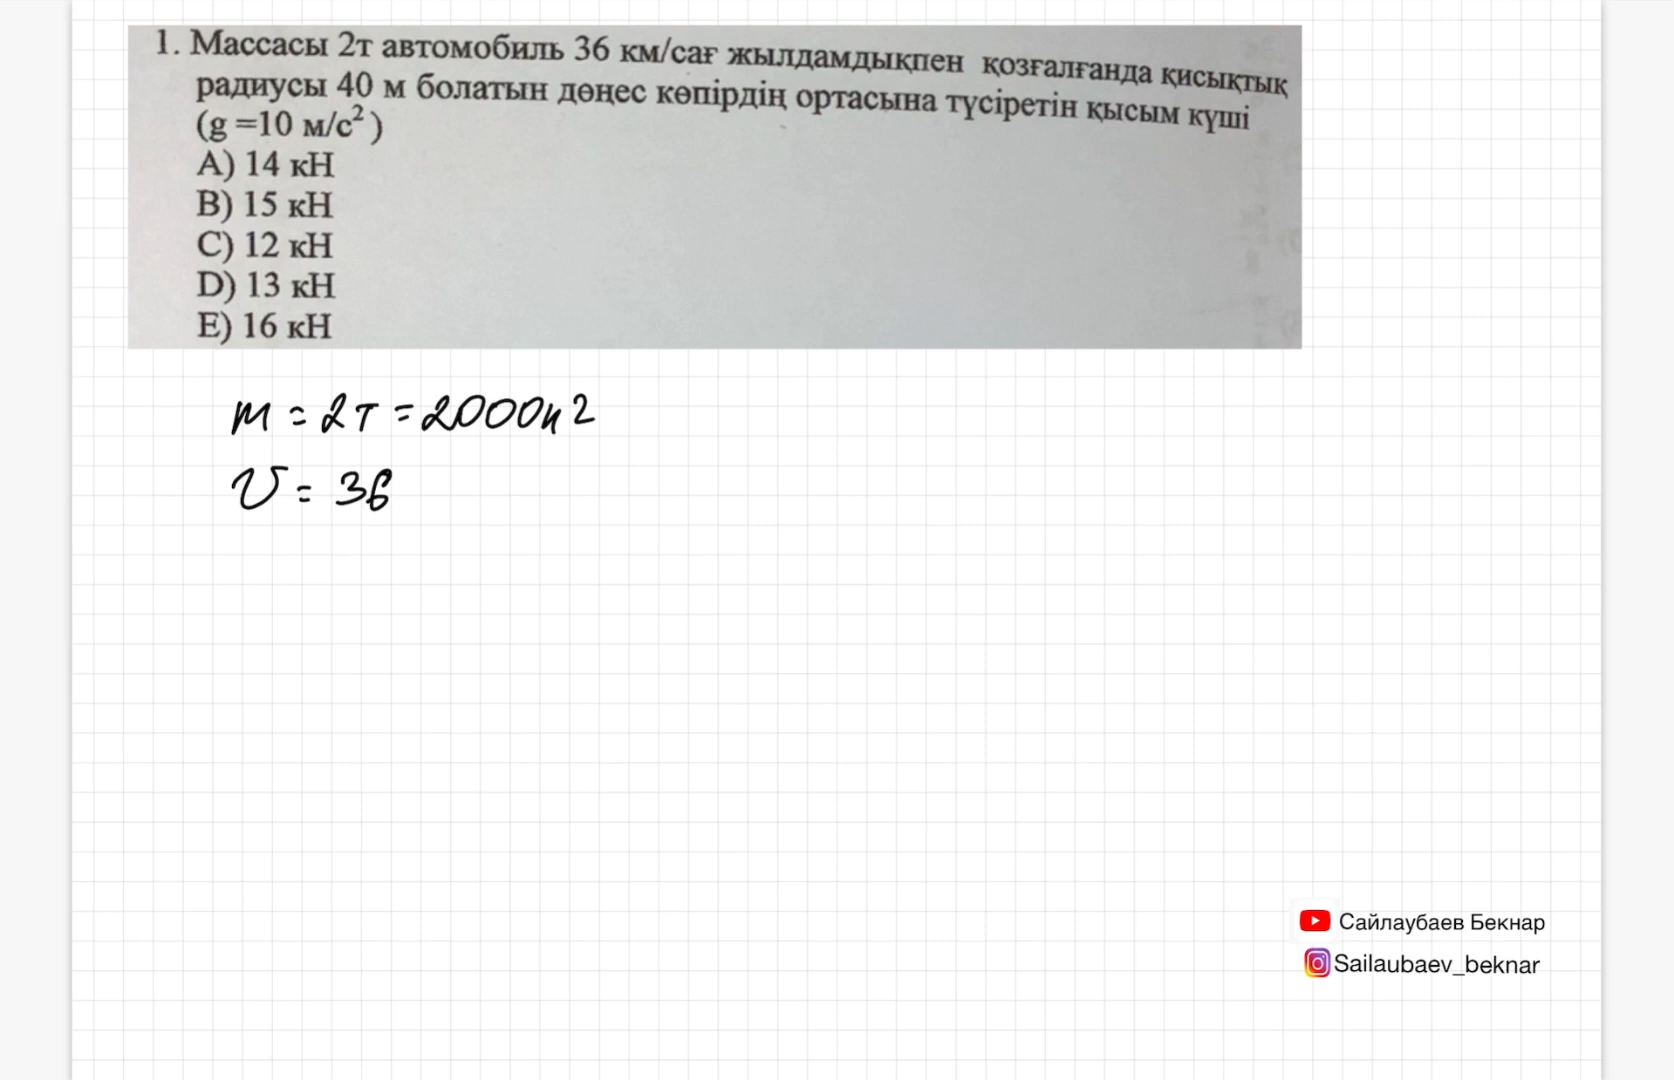 1. Массасы 2т автомобиль 36 км/сағ жылдамдықпен қозғалғанда қисықтық
радиусы 40 м болатын дөңес көпірдің ортасына түсіретін қысым күші
(g =10 м/с²)
A) 14 кН
B) 15 кН
C) 12 кН
D) 13 кН
E) 16 кН
m = 2т = 2000кг
υ = 36
Сайлаубаев Бекнар
Sailaubaev_beknar